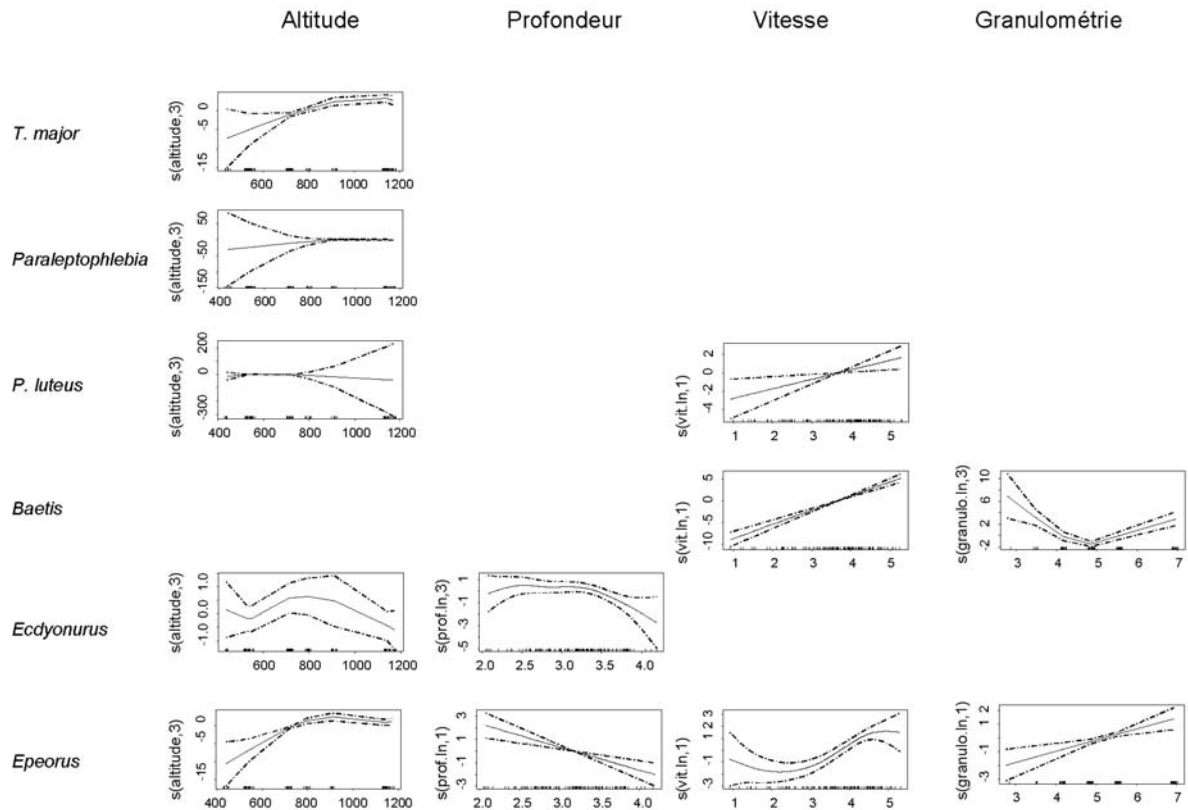 Altitude Profondeur Vitesse Granulométrie
T. major
s(altitude,3)
0
-5
-15
600 800 1000 1200
Paraleptophlebia
s(altitude,3)
50
-50
-150
400 600 800 1000 1200
P. luteus
s(altitude,3)
200
0
-300
600 800 1000 1200
s(vit.ln,1)
2
0
-2
-4
1 2 3 4 5
Baetis
s(vit.ln,1)
5
0
-5
-10
1 2 3 4 5
s(granulo.ln,3)
10
6
2
-2
3 4 5 6 7
Ecdyonurus
s(altitude,3)
1.0
0.0
-1.0
600 800 1000 1200
s(prof.ln,3)
1
-1
-3
-5
2.0 2.5 3.0 3.5 4.0
Epeorus
s(altitude,3)
0
-5
-15
400 600 800 1000 1200
s(prof.ln,1)
3
1
-1
-3
2.0 2.5 3.0 3.5 4.0
s(vit.ln,1)
3
2
1
-1
-3
1 2 3 4 5
s(granulo.ln,1)
2
1
-1
-3
3 4 5 6 7